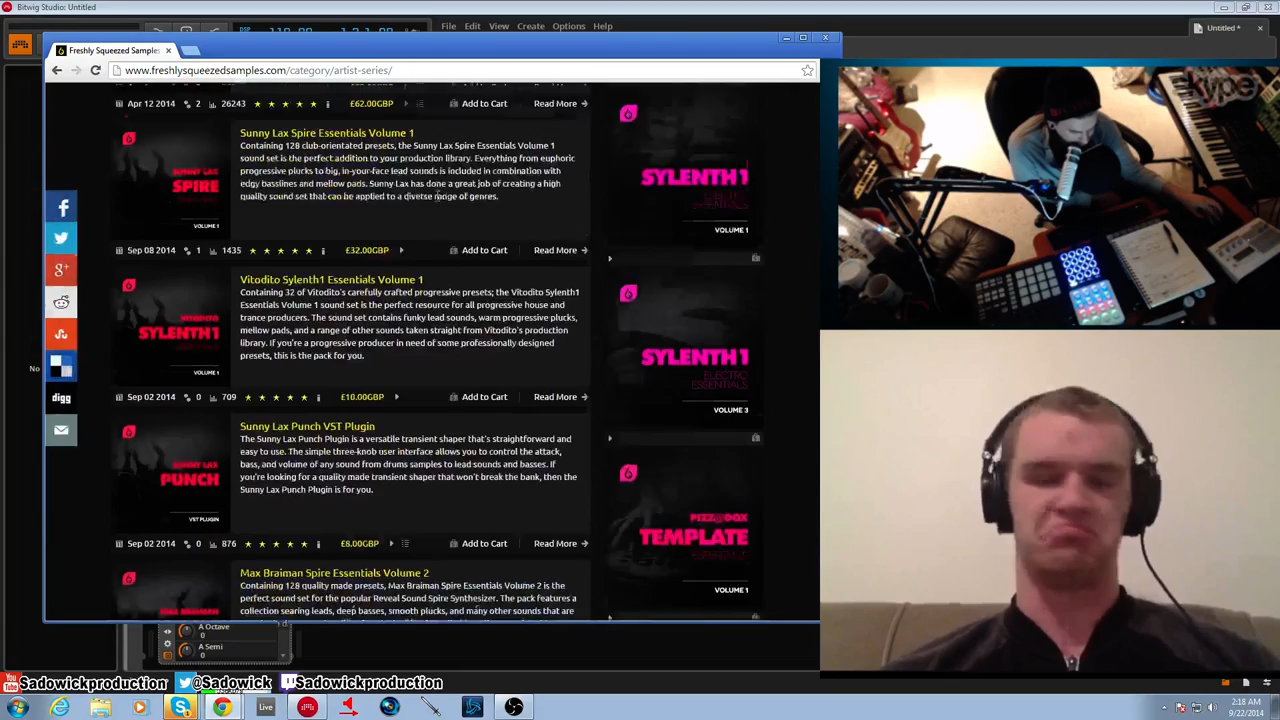 Bitwig Studio: Untitled
File Edit View Create Options Help
Untitled *
Freshly Squeezed Samples
www.freshlysqueezedsamples.com/category/artist-series/
Apr 12 2014 2 26243 £62.00GBP Add to Cart Read More
Sunny Lax Spire Essentials Volume 1
Containing 128 club-orientated presets, the Sunny Lax Spire Essentials Volume 1
sound set is the perfect addition to your production library. Everything from euphoric
progressive plucks to big, in-your-face lead sounds is included in combination with
edgy basslines and mellow pads. Sunny Lax has done a great job of creating a high
quality sound set that can be applied to a diverse range of genres.
SUNNY LAX
SPIRE
VOLUME 1
Sep 08 2014 1 1435 £32.00GBP Add to Cart Read More
Vitodito Sylenth1 Essentials Volume 1
Containing 32 of Vitodito's carefully crafted progressive presets; the Vitodito Sylenth1
Essentials Volume 1 sound set is the perfect resource for all progressive house and
trance producers. The sound set contains funky lead sounds, warm progressive plucks,
mellow pads, and a range of other sounds taken straight from Vitodito's production
library. If you're a progressive producer in need of some professionally designed
presets, this is the pack for you.
VITODITO
SYLENTH1
VOLUME 1
Sep 02 2014 0 709 £10.00GBP Add to Cart Read More
Sunny Lax Punch VST Plugin
The Sunny Lax Punch Plugin is a versatile transient shaper that's straightforward and
easy to use. The simple three-knob user interface allows you to control the attack,
bass, and volume of any sound from drums samples to lead sounds and basses. If
you're looking for a quality made transient shaper that won't break the bank, then the
Sunny Lax Punch Plugin is for you.
SUNNY LAX
PUNCH
VST PLUGIN
Sep 02 2014 0 876 £8.00GBP Add to Cart Read More
Max Braiman Spire Essentials Volume 2
Containing 128 quality made presets, Max Braiman Spire Essentials Volume 2 is the
perfect sound set for the popular Reveal Sound Spire Synthesizer. The pack features a
collection searing leads, deep basses, smooth plucks, and many other sounds that are
MAX BRAIMAN
SYLENTH1
VOLUME 1
SYLENTH1
ELECTRO
ESSENTIALS
VOLUME 3
PIZZ@DOX
TEMPLATE
EXPERIENCE
VOLUME 1
digg
No
A Octave
0
A Semi
0
skype
You Tube Sadowickproduction @Sadowick Sadowickproduction
Live
2:18 AM
9/22/2014